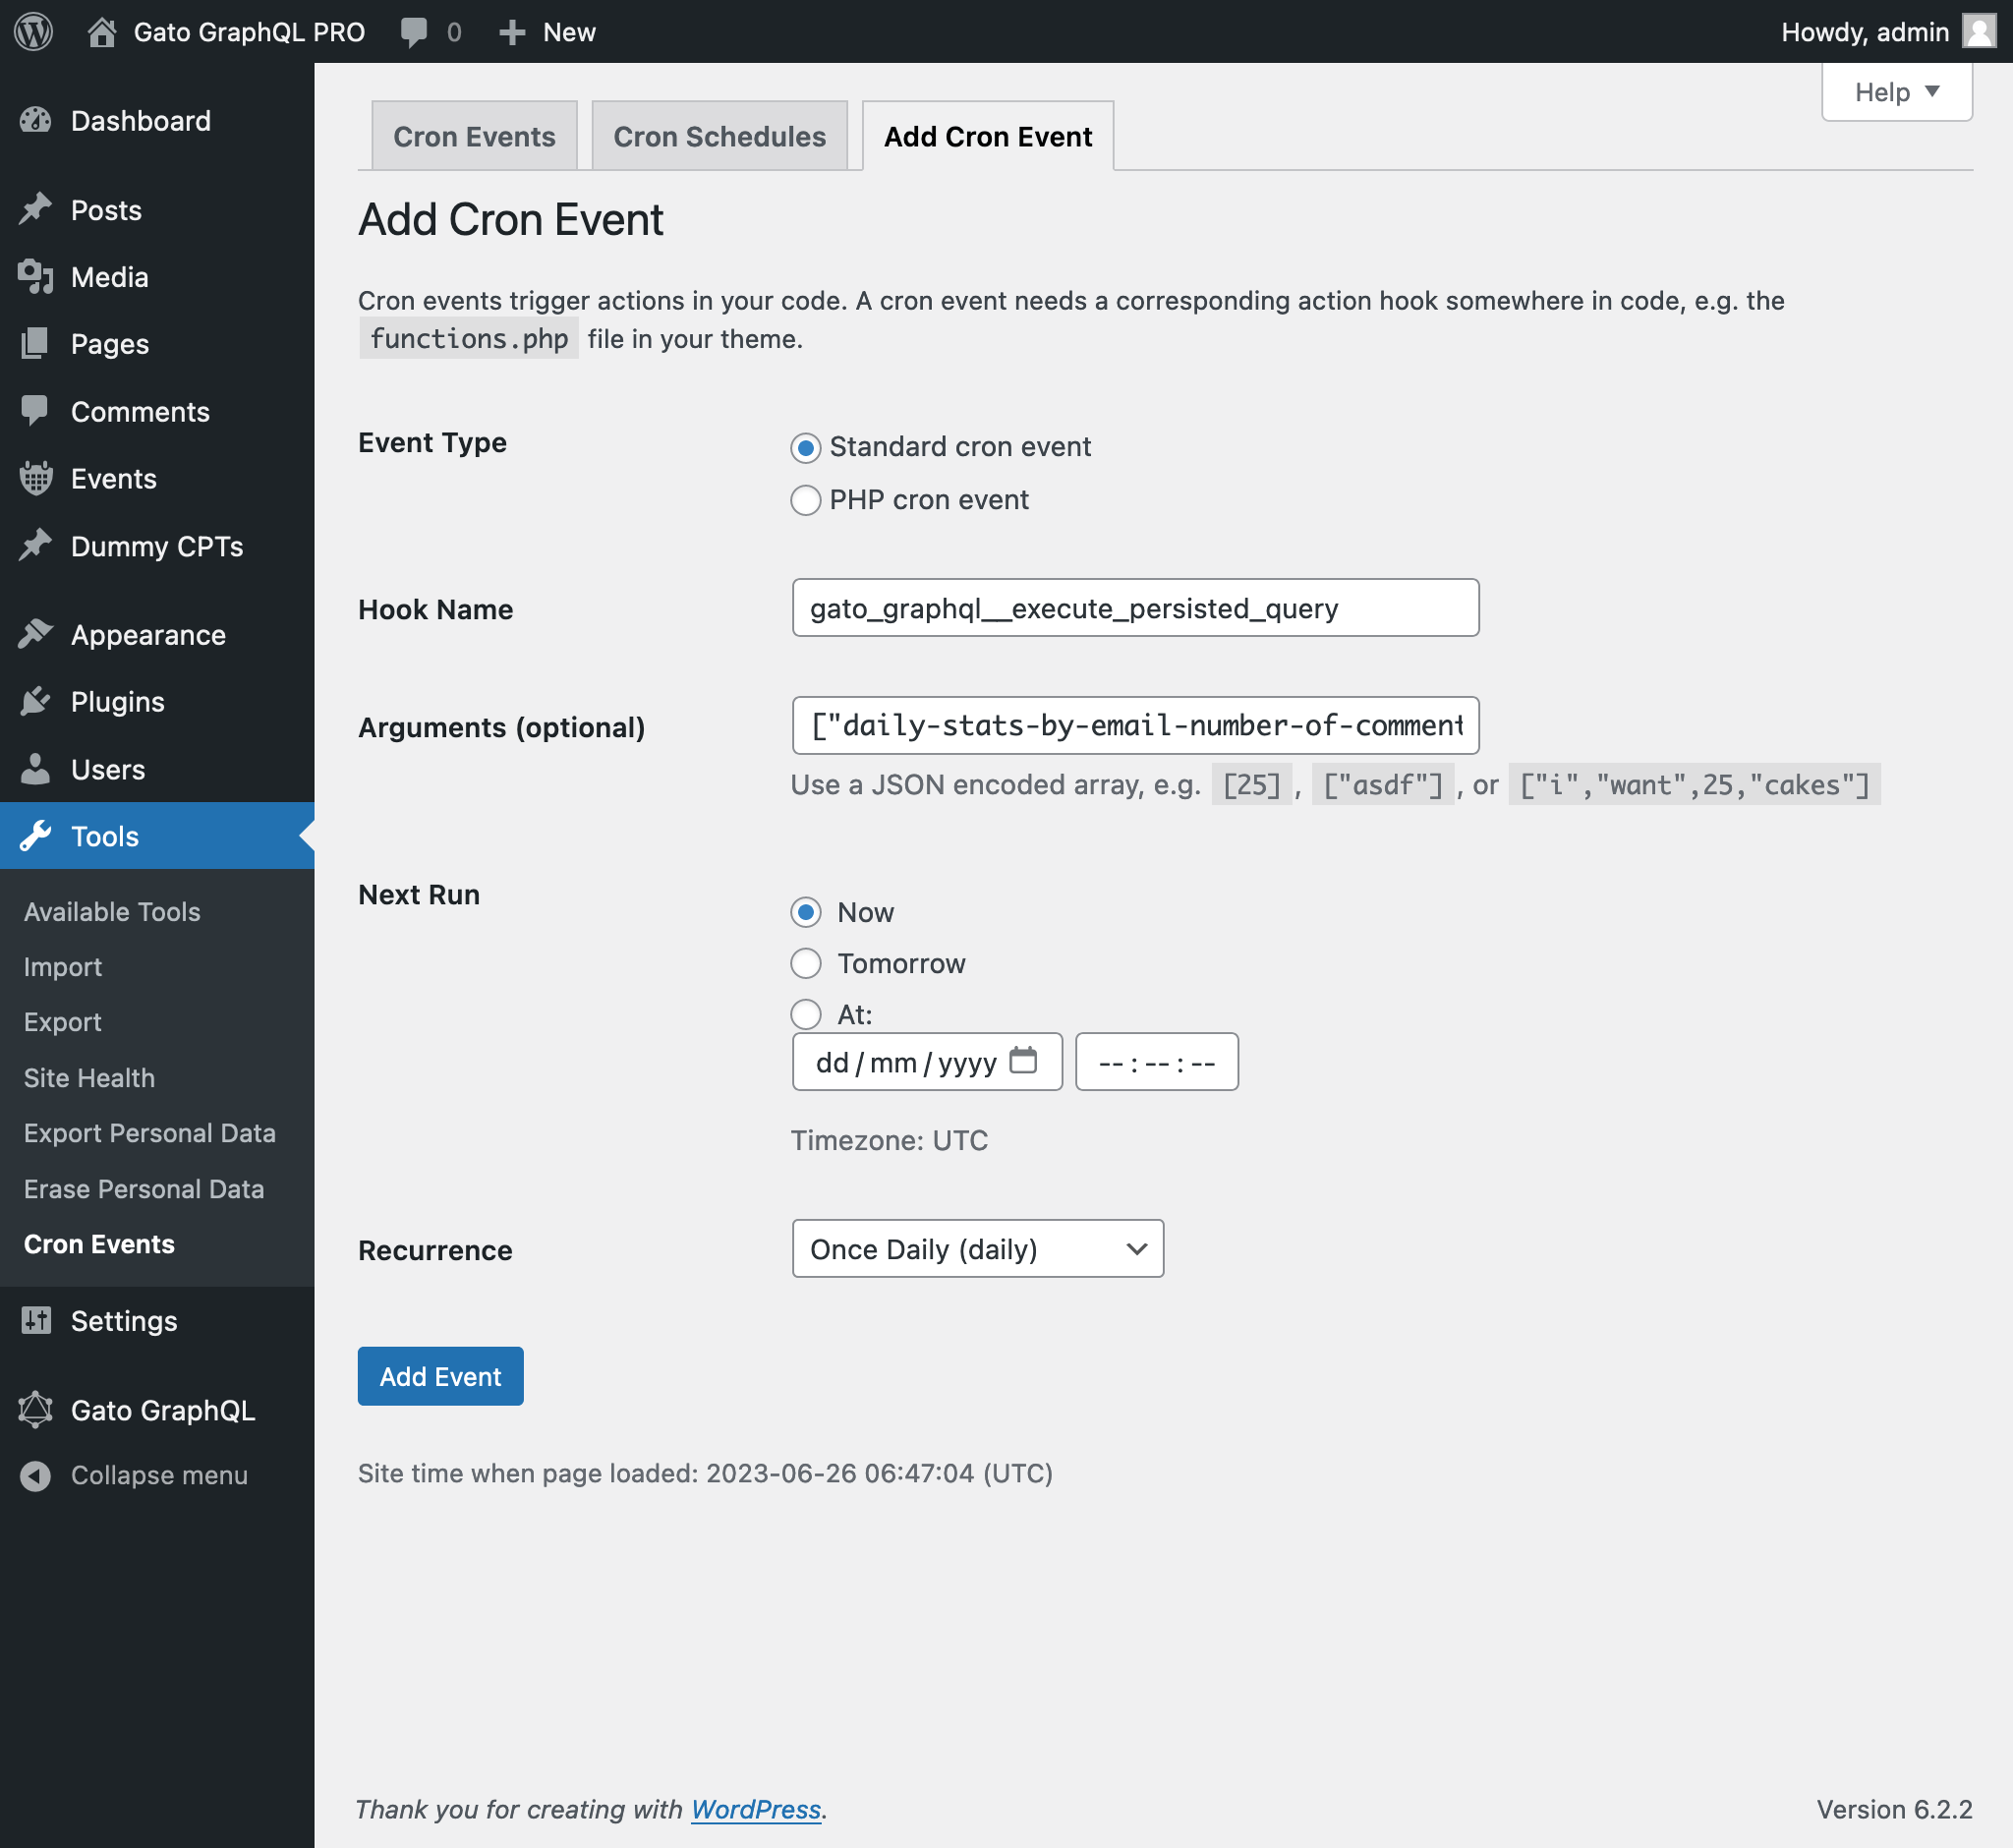 Gato GraphQL PRO 0 New Howdy, admin
Help
Dashboard
Posts
Media
Pages
Comments
Events
Dummy CPTs
Appearance
Plugins
Users
Tools
Available Tools
Import
Export
Site Health
Export Personal Data
Erase Personal Data
Cron Events
Settings
Gato GraphQL
Collapse menu
Cron Events Cron Schedules Add Cron Event
Add Cron Event
Cron events trigger actions in your code. A cron event needs a corresponding action hook somewhere in code, e.g. the
functions.php file in your theme.
Event Type
Standard cron event
PHP cron event
Hook Name
gato_graphql__execute_persisted_query
Arguments (optional)
["daily-stats-by-email-number-of-comment
Use a JSON encoded array, e.g. [25], ["asdf"], or ["i","want",25,"cakes"]
Next Run
Now
Tomorrow
At:
dd/mm/yyyy --:--:--
Timezone: UTC
Recurrence
Once Daily (daily)
Add Event
Site time when page loaded: 2023-06-26 06:47:04 (UTC)
Thank you for creating with WordPress.
Version 6.2.2